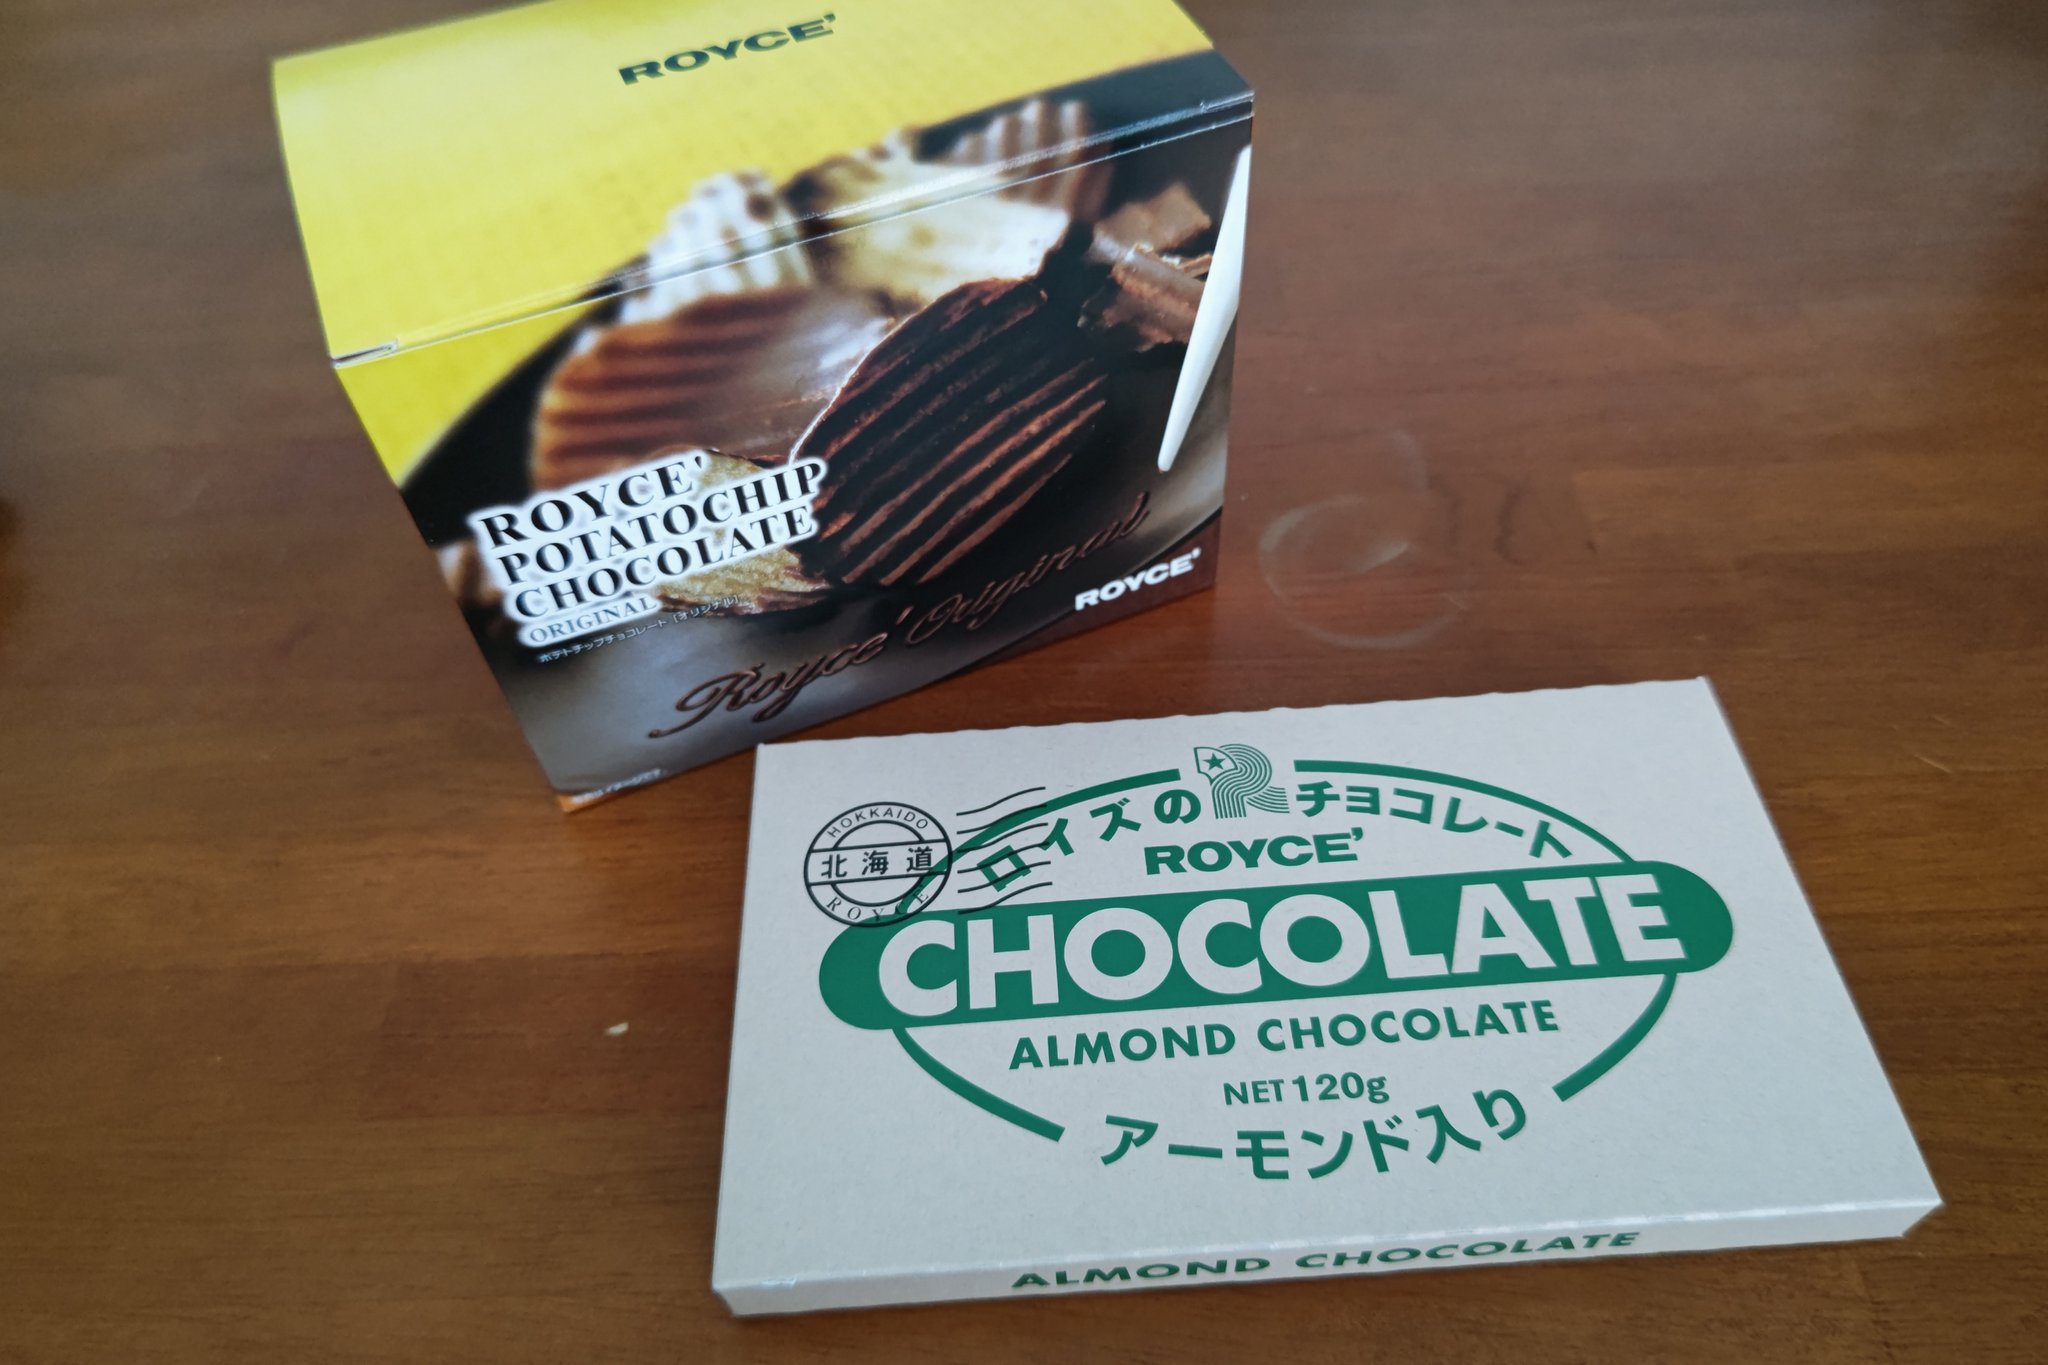 ROYCE'
ROYCE'
POTATOCHIP
CHOCOLATE
ORIGINAL
ポテトチップチョコレート [オリジナル]
Royce' Original
ROYCE'
HOKKAIDO
北海道
ROYCE'
ロイズのチョコレート
ROYCE'
CHOCOLATE
ALMOND CHOCOLATE
NET 120g
アーモンド入り
ALMOND CHOCOLATE